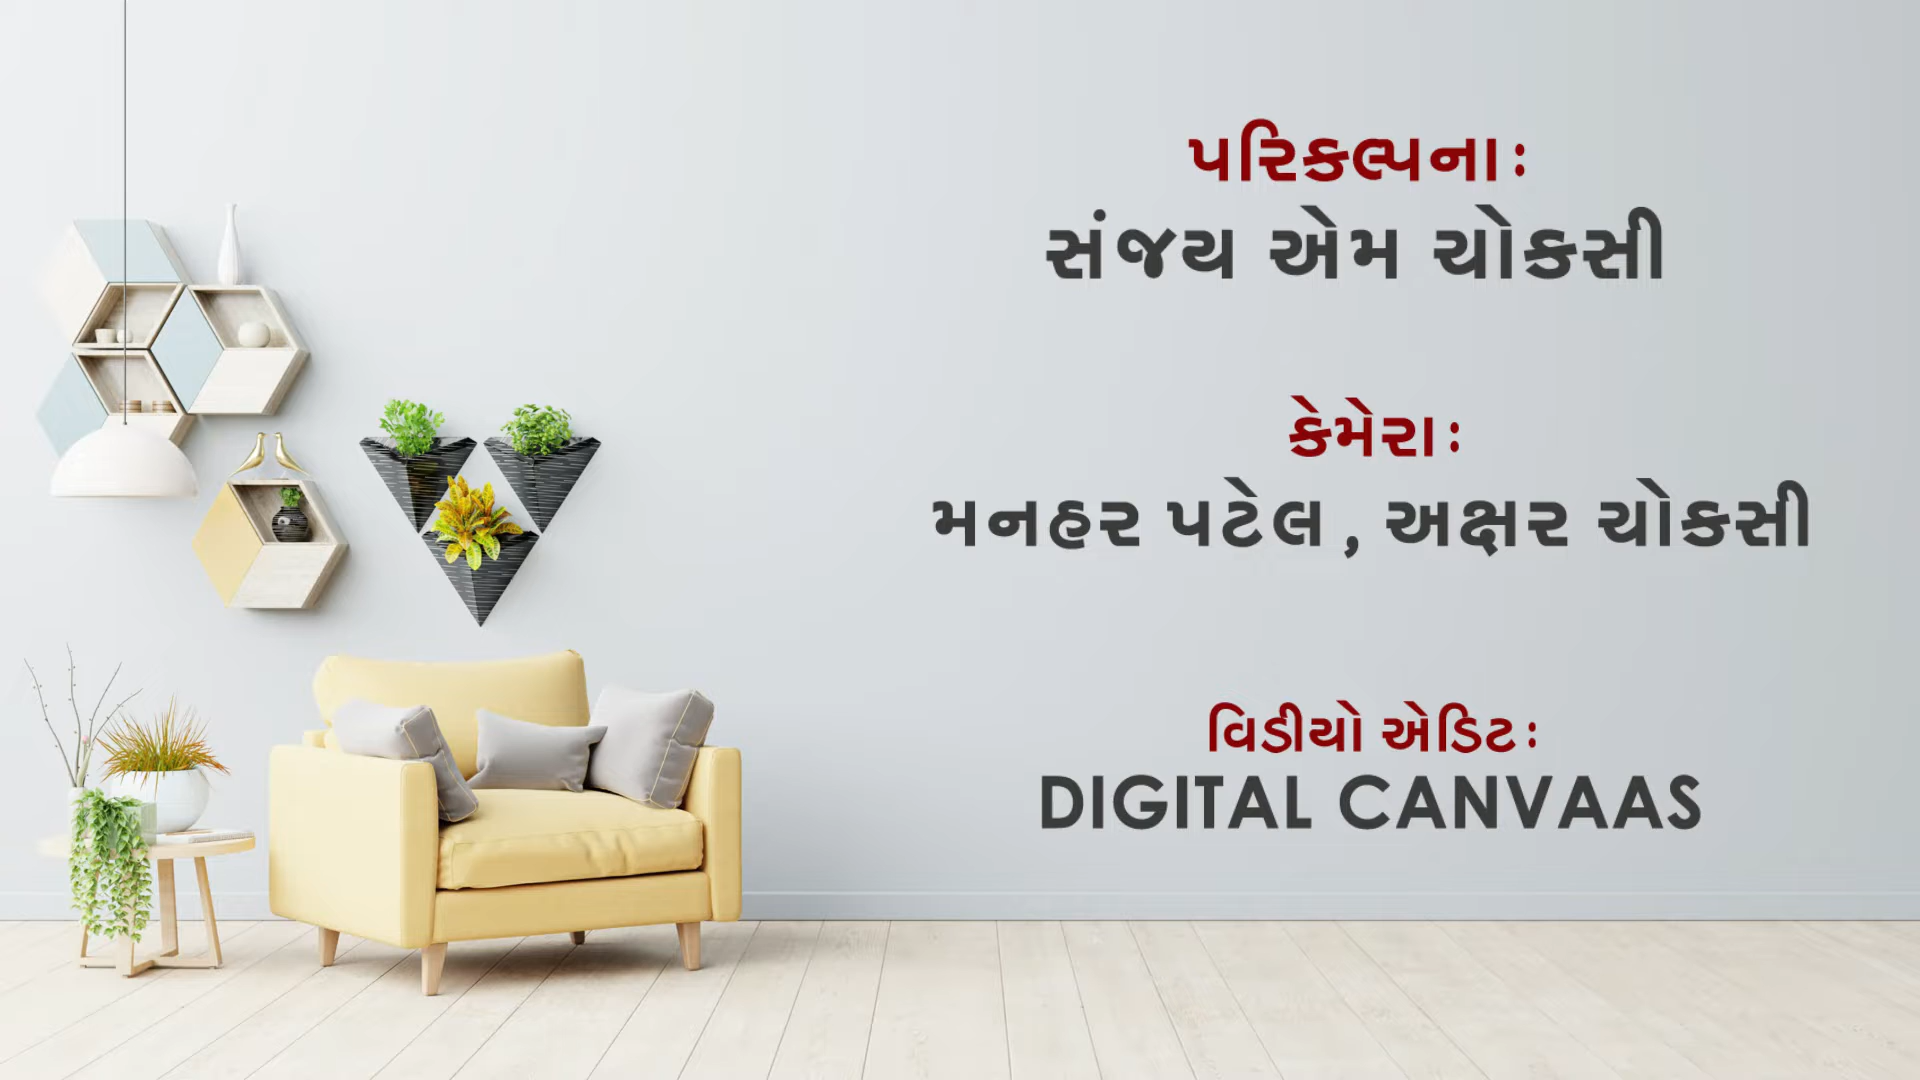 પરિકલ્પનાઃ
સંજય એમ ચોકસી
કેમેરાઃ
મનહર પટેલ, અક્ષર ચોકસી
વિડીયો એડિટઃ
DIGITAL CANVAAS